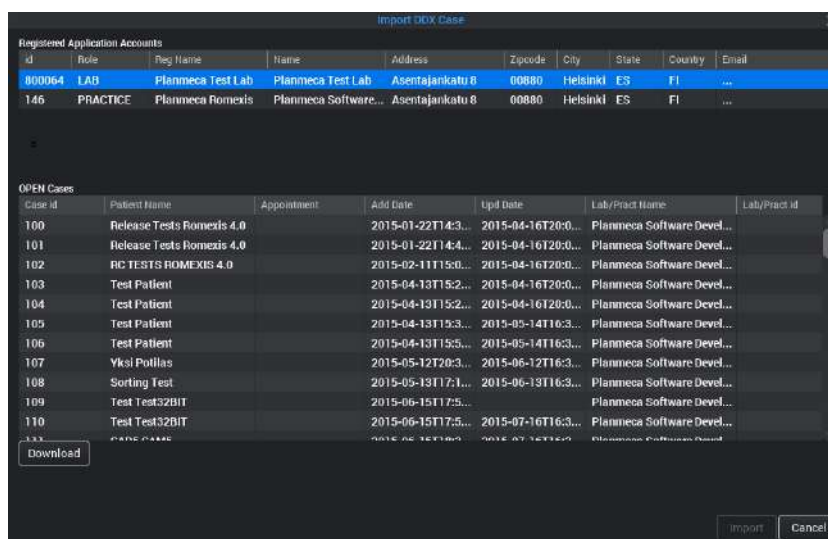 Import DDX Case
Registered Application Accounts
id Role Reg Name Name Address Zipcode City State Country Email
800064 LAB Planmeca Test Lab Planmeca Test Lab Asentajankatu 8 00880 Helsinki ES FI ...
146 PRACTICE Planmeca Romexis Planmeca Software... Asentajankatu 8 00880 Helsinki ES FI ...
OPEN Cases
Case id Patient Name Appointment Add Date Upd Date Lab/Pract Name Lab/Pract id
100 Release Tests Romexis 4.0 2015-01-22T14:3... 2015-04-16T20:0... Planmeca Software Devel...
101 Release Tests Romexis 4.0 2015-01-22T14:4... 2015-04-16T20:0... Planmeca Software Devel...
102 RC TESTS ROMEXIS 4.0 2015-02-11T15:0... 2015-04-16T20:0... Planmeca Software Devel...
103 Test Patient 2015-04-13T15:2... 2015-04-16T20:0... Planmeca Software Devel...
104 Test Patient 2015-04-13T15:2... 2015-04-16T20:0... Planmeca Software Devel...
105 Test Patient 2015-04-13T15:3... 2015-05-14T16:3... Planmeca Software Devel...
106 Test Patient 2015-04-13T15:5... 2015-05-14T16:3... Planmeca Software Devel...
107 Yksi Potilas 2015-05-12T20:3... 2015-06-12T16:3... Planmeca Software Devel...
108 Sorting Test 2015-05-13T17:1... 2015-06-13T16:3... Planmeca Software Devel...
109 Test Test32BIT 2015-06-15T17:5... Planmeca Software Devel...
110 Test Test32BIT 2015-06-15T17:5... 2015-07-16T16:3... Planmeca Software Devel...
Download
Import Cancel